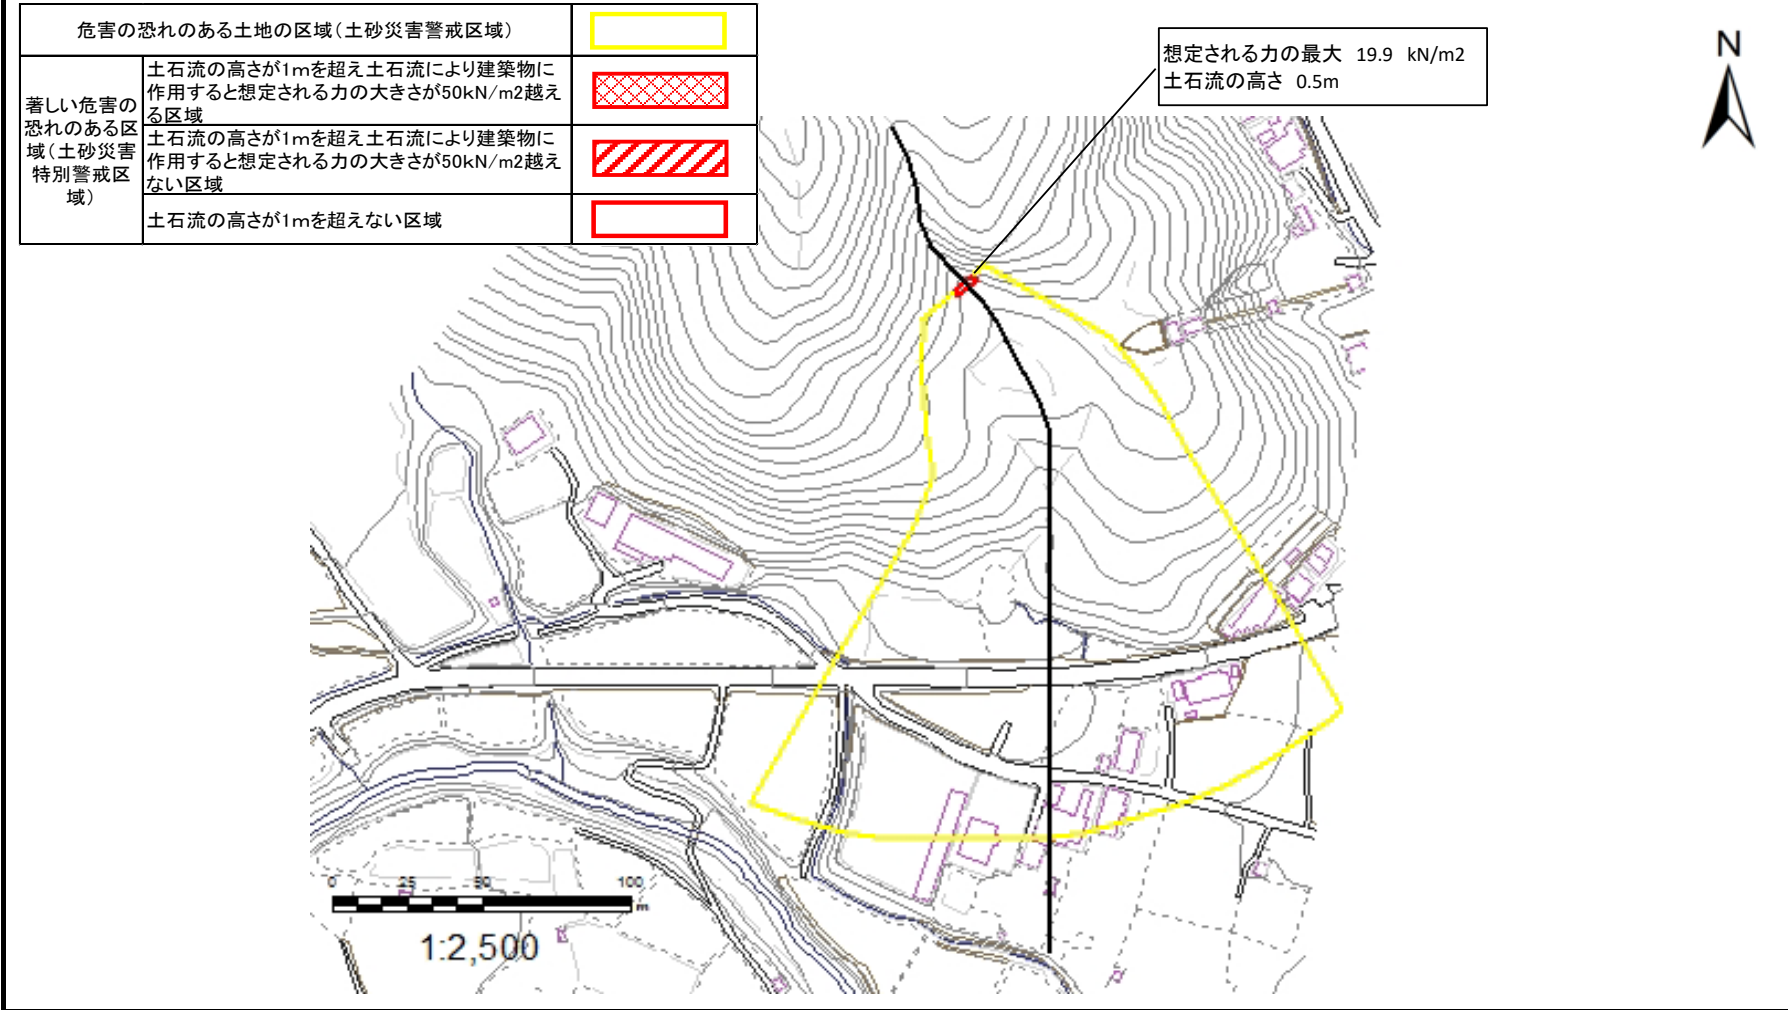 危害の恐れのある土地の区域(土砂災害警戒区域)
著しい危害の
恐れのある区
域(土砂災害
特別警戒区
域)
土石流の高さが1mを超え土石流により建築物に
作用すると想定される力の大きさが50kN/m2越え
る区域
土石流の高さが1mを超え土石流により建築物に
作用すると想定される力の大きさが50kN/m2越え
ない区域
土石流の高さが1mを超えない区域
想定される力の最大 19.9 kN/m2
土石流の高さ 0.5m
N
0 25 50 100
m
1:2,500